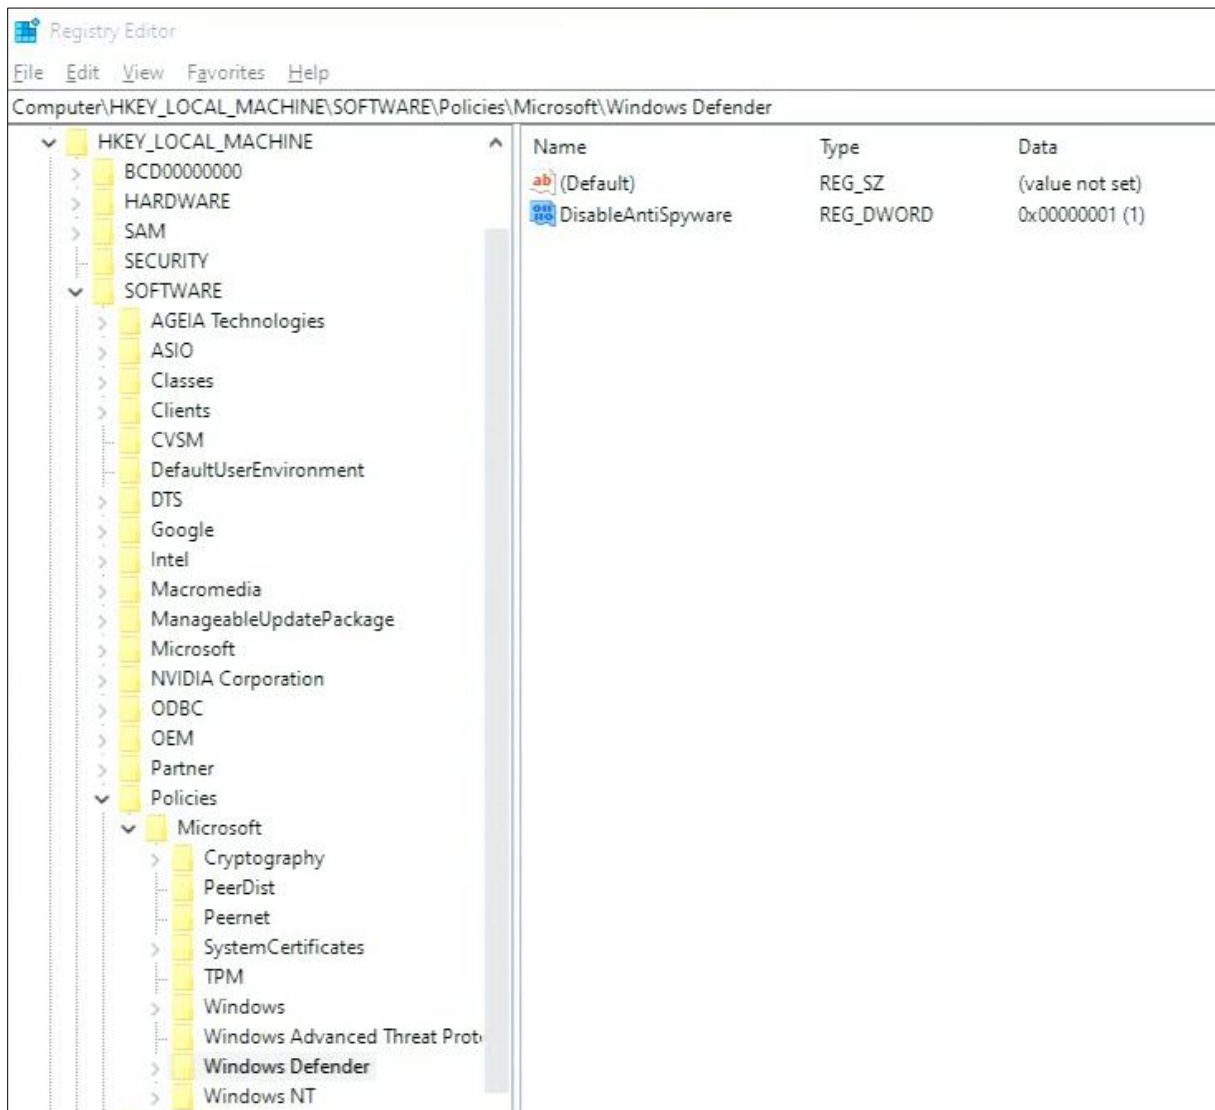 Registry Editor
File Edit View Favorites Help
Computer\HKEY_LOCAL_MACHINE\SOFTWARE\Policies\Microsoft\Windows Defender
HKEY_LOCAL_MACHINE
BCD00000000
HARDWARE
SAM
SECURITY
SOFTWARE
AGEIA Technologies
ASIO
Classes
Clients
CVSM
DefaultUserEnvironment
DTS
Google
Intel
Macromedia
ManageableUpdatePackage
Microsoft
NVIDIA Corporation
ODBC
OEM
Partner
Policies
Microsoft
Cryptography
PeerDist
Peernet
SystemCertificates
TPM
Windows
Windows Advanced Threat Prot
Windows Defender
Windows NT
Name Type Data
(Default) REG_SZ (value not set)
DisableAntiSpyware REG_DWORD 0x00000001 (1)